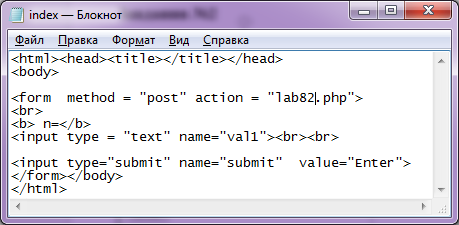 index — Блокнот
Файл Правка Формат Вид Справка
<html><head><title></title></head>
<body>
<form  method = "post" action = "lab82.php">
<br>
<b> n=</b>
<input type = "text" name="val1"><br><br>
<input type="submit" name="submit"  value="Enter">
</form></body>
</html>